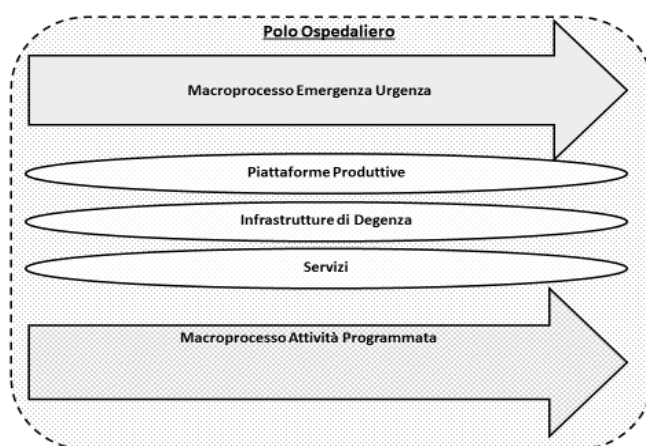 Polo Ospedaliero
Macroprocesso Emergenza Urgenza
Piattaforme Produttive
Infrastrutture di Degenza
Servizi
Macroprocesso Attività Programmata